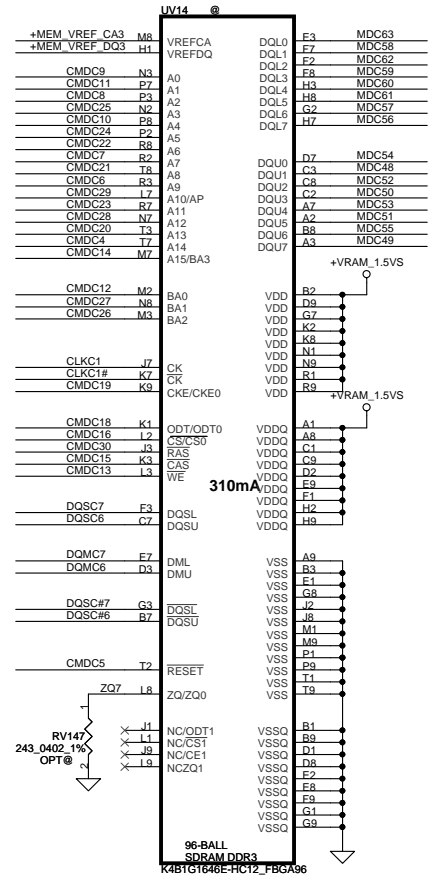 UV14 @
+MEM_VREF_CA3 M8 VREFCA
+MEM_VREF_DQ3 H1 VREFDQ
CMDC9 N3 A0
CMDC11 P7 A1
CMDC8 P3 A2
CMDC25 N2 A3
CMDC10 P8 A4
CMDC24 P2 A5
CMDC22 R8 A6
CMDC7 R2 A7
CMDC21 T8 A8
CMDC6 R3 A9
CMDC29 L7 A10/AP
CMDC23 R7 A11
CMDC28 N7 A12
CMDC20 T3 A13
CMDC4 T7 A14
CMDC14 M7 A15/BA3
CMDC12 M2 BA0
CMDC27 N8 BA1
CMDC26 M3 BA2
CLKC1 J7 CK
CLKC1# K7 CK
CMDC19 K9 CKE/CKE0
CMDC18 K1 ODT/ODT0
CMDC16 L2 CS/CS0
CMDC30 J3 RAS
CMDC15 K3 CAS
CMDC13 L3 WE
DQSC7 F3 DQSL
DQSC6 C7 DQSU
DQMC7 E7 DML
DQMC6 D3 DMU
DQSC#7 G3 DQSL
DQSC#6 B7 DQSU
CMDC5 T2 RESET
ZQ7 L8 ZQ/ZQ0
1
RV147
243_0402_1%
OPT@
2
J1 NC/ODT1
L1 NC/CS1
J9 NC/CE1
L9 NCZQ1
DQL0 E3 MDC63
DQL1 F7 MDC58
DQL2 F2 MDC62
DQL3 F8 MDC59
DQL4 H3 MDC60
DQL5 H8 MDC61
DQL6 G2 MDC57
DQL7 H7 MDC56
DQU0 D7 MDC54
DQU1 C3 MDC48
DQU2 C8 MDC52
DQU3 C2 MDC50
DQU4 A7 MDC53
DQU5 A2 MDC51
DQU6 B8 MDC55
DQU7 A3 MDC49
+VRAM_1.5VS
VDD B2
VDD D9
VDD G7
VDD K2
VDD K8
VDD N1
VDD N9
VDD R1
VDD R9
+VRAM_1.5VS
VDDQ A1
VDDQ A8
VDDQ C1
VDDQ C9
VDDQ D2
310mA VDDQ E9
VDDQ F1
VDDQ H2
VDDQ H9
VSS A9
VSS B3
VSS E1
VSS G8
VSS J2
VSS J8
VSS M1
VSS M9
VSS P1
VSS P9
VSS T1
VSS T9
VSSQ B1
VSSQ B9
VSSQ D1
VSSQ D8
VSSQ E2
VSSQ E8
VSSQ F9
VSSQ G1
VSSQ G9
96-BALL
SDRAM DDR3
K4B1G1646E-HC12_FBGA96